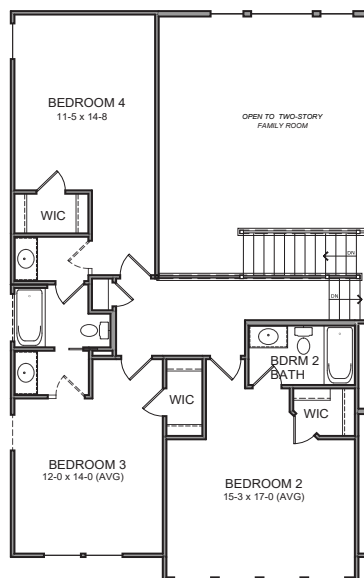 BEDROOM 4
11-5 x 14-8
OPEN TO TWO-STORY
FAMILY ROOM
WIC
DN
DN
BDRM 2
BATH
WIC
WIC
BEDROOM 3
12-0 x 14-0 (AVG)
BEDROOM 2
15-3 x 17-0 (AVG)